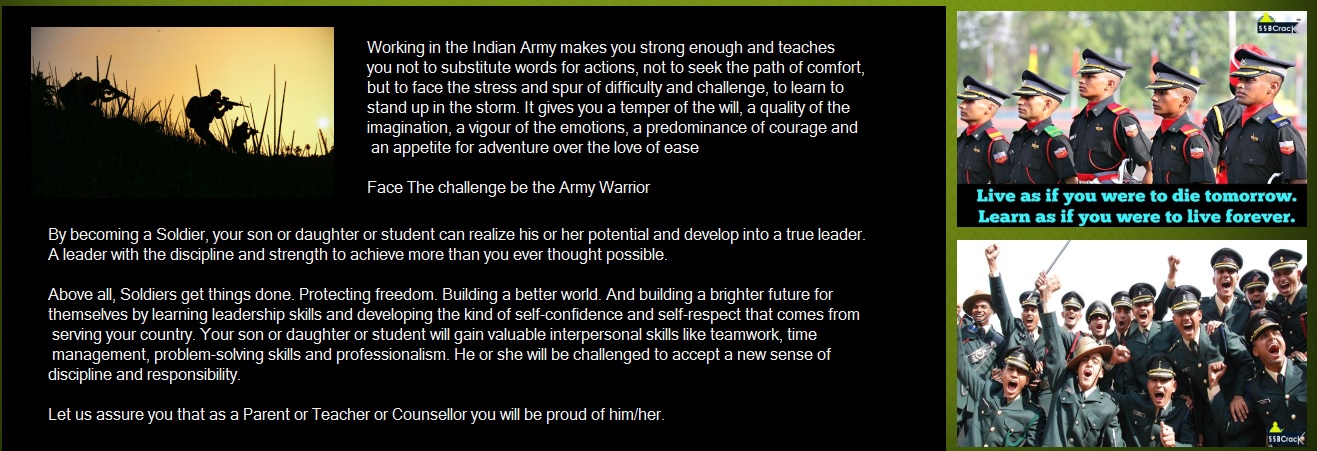 Working in the Indian Army makes you strong enough and teaches
you not to substitute words for actions, not to seek the path of comfort,
but to face the stress and spur of difficulty and challenge, to learn to
stand up in the storm. It gives you a temper of the will, a quality of the
imagination, a vigour of the emotions, a predominance of courage and
an appetite for adventure over the love of ease
Face The challenge be the Army Warrior
By becoming a Soldier, your son or daughter or student can realize his or her potential and develop into a true leader.
A leader with the discipline and strength to achieve more than you ever thought possible.
Above all, Soldiers get things done. Protecting freedom. Building a better world. And building a brighter future for
themselves by learning leadership skills and developing the kind of self-confidence and self-respect that comes from
serving your country. Your son or daughter or student will gain valuable interpersonal skills like teamwork, time
management, problem-solving skills and professionalism. He or she will be challenged to accept a new sense of
discipline and responsibility.
Let us assure you that as a Parent or Teacher or Counsellor you will be proud of him/her.
SSBCrack
Live as if you were to die tomorrow.
Learn as if you were to live forever.
SSBCrack